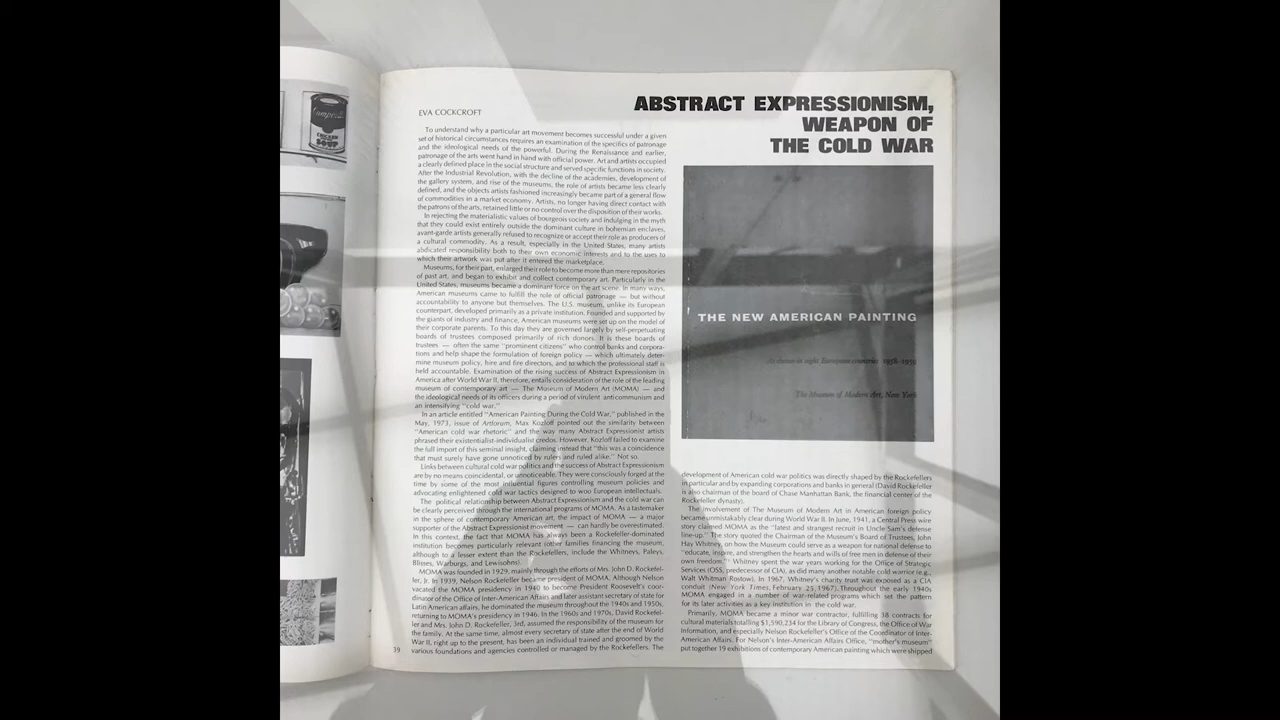 Campbell's
CHICKEN
SOUP
EVA COCKCROFT
ABSTRACT EXPRESSIONISM,
WEAPON OF
THE COLD WAR
To understand why a particular art movement becomes successful under a given
set of historical circumstances requires an examination of the specifics of patronage
and the ideological needs of the powerful. During the Renaissance and earlier,
patronage of the arts went hand in hand with official power. Art and artists occupied
a clearly defined place in the social structure and served specific functions in society.
After the Industrial Revolution, with the decline of the academies, development of
the gallery system, and rise of the museums, the role of artists became less clearly
defined, and the objects artists fashioned increasingly became part of a general flow
of commodities in a market economy. Artists, no longer having direct contact with
the patrons of the arts, retained little or no control over the disposition of their works.
In rejecting the materialistic values of bourgeois society and indulging in the myth
that they could exist entirely outside the dominant culture in bohemian enclaves,
avant-garde artists generally refused to recognize or accept their role as producers of
a cultural commodity. As a result, especially in the United States, many artists
abdicated responsibility both to their own economic interests and to the uses to
which their artwork was put after it entered the marketplace.
Museums, for their part, enlarged their role to become more than mere repositories
of past art, and began to exhibit and collect contemporary art. Particularly in the
United States, museums became a dominant force on the art scene. In many ways,
American museums came to fulfill the role of official patronage — but without
accountability to anyone but themselves. The U.S. museum, unlike its European
counterpart, developed primarily as a private institution. Founded and supported by
the giants of industry and finance, American museums were set up on the model of
their corporate parents. To this day they are governed largely by self-perpetuating
boards of trustees composed primarily of rich donors. It is these boards of
trustees — often the same "prominent citizens" who control banks and corpora-
tions and help shape the formulation of foreign policy — which ultimately deter-
mine museum policy, hire and fire directors, and to which the professional staff is
held accountable. Examination of the rising success of Abstract Expressionism in
America after World War II, therefore, entails consideration of the role of the leading
museum of contemporary art — The Museum of Modern Art (MOMA) — and
the ideological needs of its officers during a period of virulent anticommunism and
an intensifying "cold war."
In an article entitled "American Painting During the Cold War," published in the
May, 1973, issue of Artforum, Max Kozloff pointed out the similarity between
"American cold war rhetoric" and the way many Abstract Expressionist artists
phrased their existentialist-individualist credos. However, Kozloff failed to examine
the full import of this seminal insight, claiming instead that "this was a coincidence
that must surely have gone unnoticed by rulers and ruled alike." Not so.
Links between cultural cold war politics and the success of Abstract Expressionism
are by no means coincidental, or unnoticeable. They were consciously forged at the
time by some of the most influential figures controlling museum policies and
advocating enlightened cold war tactics designed to woo European intellectuals.
The political relationship between Abstract Expressionism and the cold war can
be clearly perceived through the international programs of MOMA. As a tastemaker
in the sphere of contemporary American art, the impact of MOMA — a major
supporter of the Abstract Expressionist movement — can hardly be overestimated.
In this context, the fact that MOMA has always been a Rockefeller-dominated
institution becomes particularly relevant (other families financing the museum,
although to a lesser extent than the Rockefellers, include the Whitneys, Paleys,
Blisses, Warburgs, and Lewisohns).
MOMA was founded in 1929, mainly through the efforts of Mrs. John D. Rockefel-
ler, Jr. In 1939, Nelson Rockefeller became president of MOMA. Although Nelson
vacated the MOMA presidency in 1940 to become President Roosevelt's coor-
dinator of the Office of Inter-American Affairs and later assistant secretary of state for
Latin American affairs, he dominated the museum throughout the 1940s and 1950s,
returning to MOMA's presidency in 1946. In the 1960s and 1970s, David Rockefel-
ler and Mrs. John D. Rockefeller, 3rd, assumed the responsibility of the museum for
the family. At the same time, almost every secretary of state after the end of World
War II, right up to the present, has been an individual trained and groomed by the
various foundations and agencies controlled or managed by the Rockefellers. The
39
THE NEW AMERICAN PAINTING
As shown in eight European countries 1958-1959
The Museum of Modern Art, New York
development of American cold war politics was directly shaped by the Rockefellers
in particular and by expanding corporations and banks in general (David Rockefeller
is also chairman of the board of Chase Manhattan Bank, the financial center of the
Rockefeller dynasty).
The involvement of The Museum of Modern Art in American foreign policy
became unmistakably clear during World War II. In June, 1941, a Central Press wire
story claimed MOMA as the "latest and strangest recruit in Uncle Sam's defense
line-up." The story quoted the Chairman of the Museum's Board of Trustees, John
Hay Whitney, on how the Museum could serve as a weapon for national defense to
"educate, inspire, and strengthen the hearts and wills of free men in defense of their
own freedom." Whitney spent the war years working for the Office of Strategic
Services (OSS, predecessor of CIA), as did many another notable cold warrior (e.g.,
Walt Whitman Rostow). In 1967, Whitney's charity trust was exposed as a CIA
conduit (New York Times, February 25, 1967). Throughout the early 1940s
MOMA engaged in a number of war-related programs which set the pattern
for its later activities as a key institution in the cold war.
Primarily, MOMA became a minor war contractor, fulfilling 38 contracts for
cultural materials totalling $1,590,234 for the Library of Congress, the Office of War
Information, and especially Nelson Rockefeller's Office of the Coordinator of Inter-
American Affairs. For Nelson's Inter-American Affairs Office, "mother's museum"
put together 19 exhibitions of contemporary American painting which were shipped